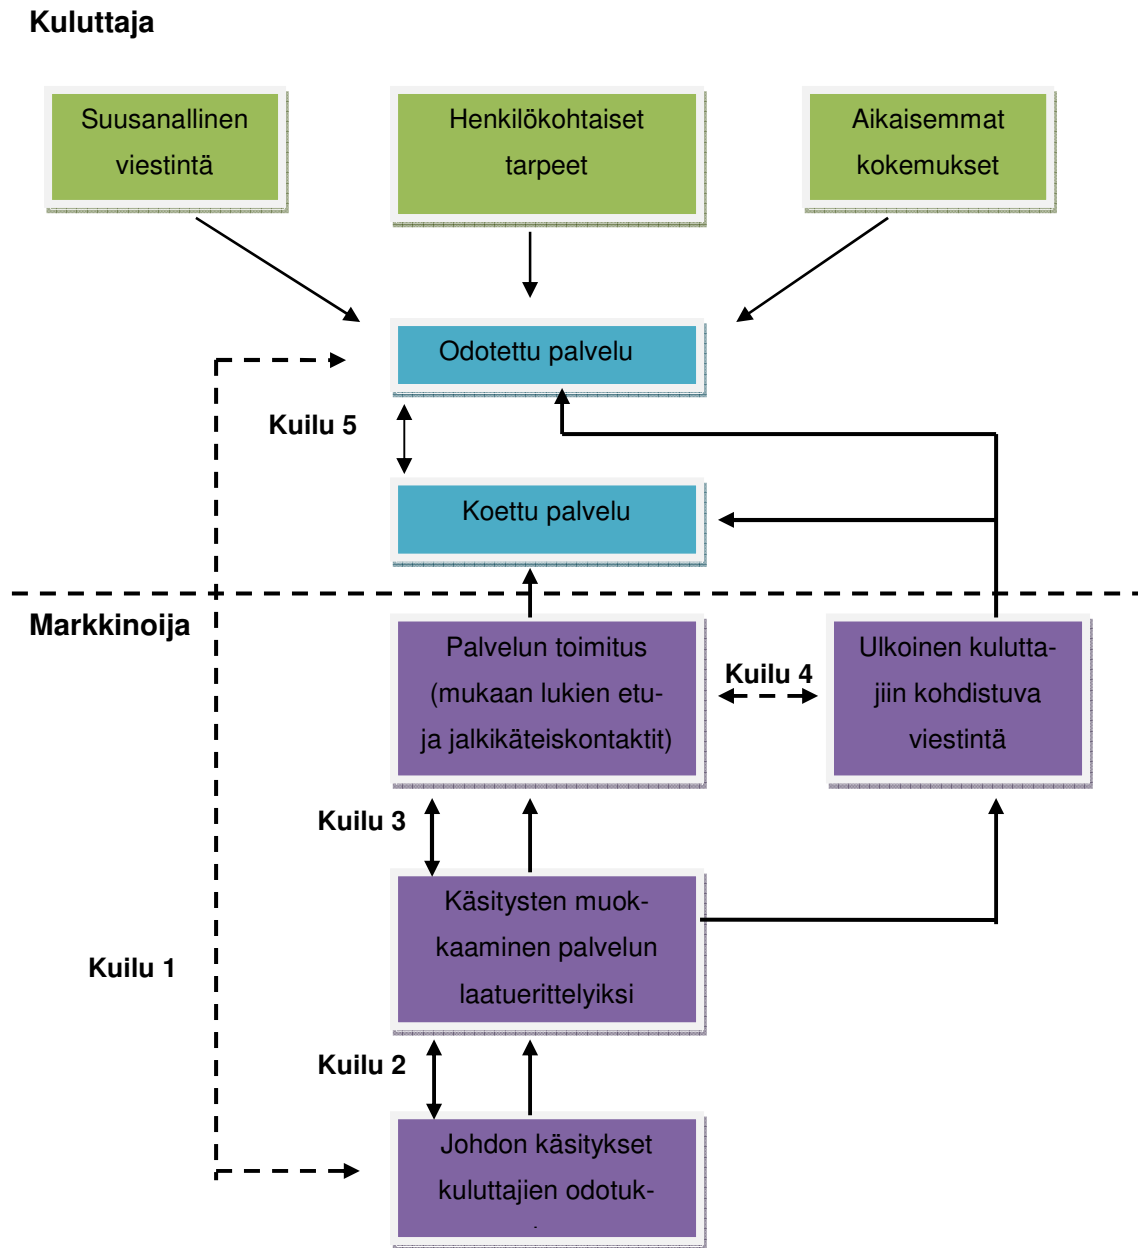 Kuluttaja
Suusanallinen
viestintä
Henkilökohtaiset
tarpeet
Aikaisemmat
kokemukset
Odotettu palvelu
Kuilu 5
Koettu palvelu
Markkinoija
Palvelun toimitus
(mukaan lukien etu-
ja jalkikäteiskontaktit)
Kuilu 4
Ulkoinen kulutta-
jiin kohdistuva
viestintä
Kuilu 3
Käsitysten muok-
kaaminen palvelun
laatuerittelyiksi
Kuilu 1
Kuilu 2
Johdon käsitykset
kuluttajien odotuk-